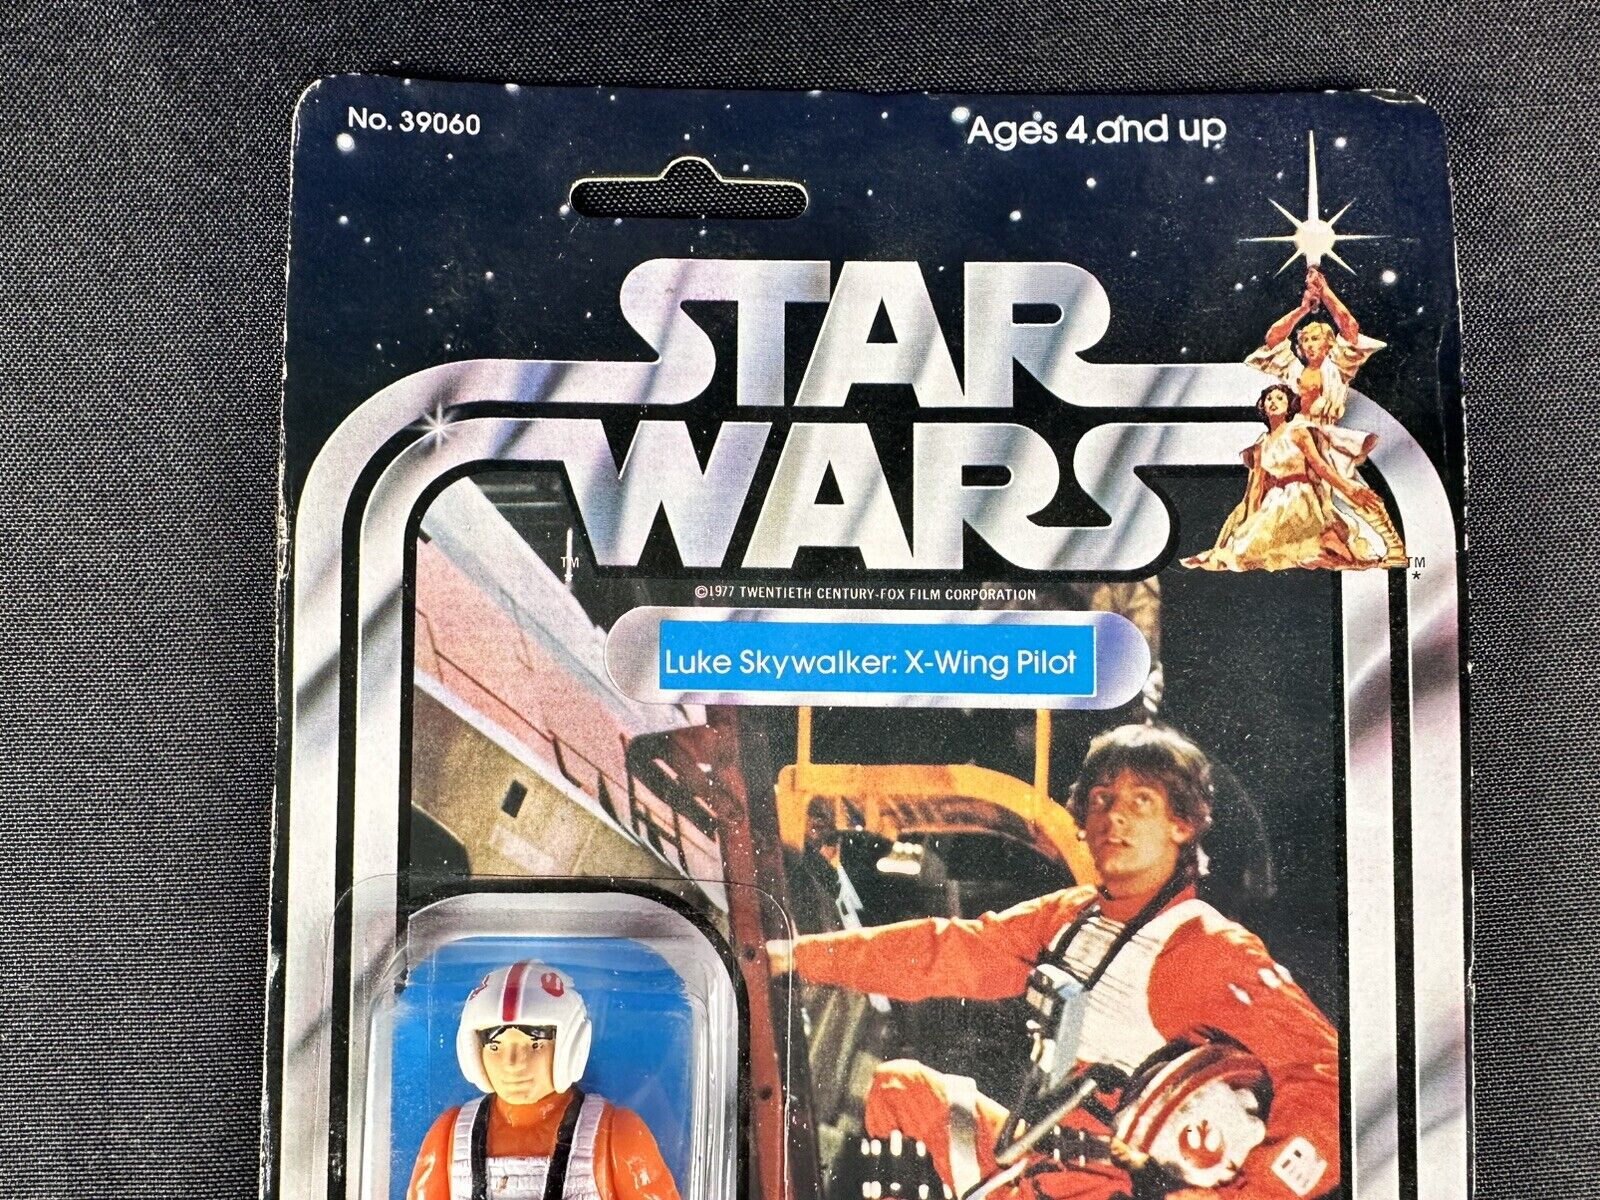 No. 39060
Ages 4 and up
STAR
WARS
TM
TM
*
©1977 TWENTIETH CENTURY-FOX FILM CORPORATION
Luke Skywalker: X-Wing Pilot